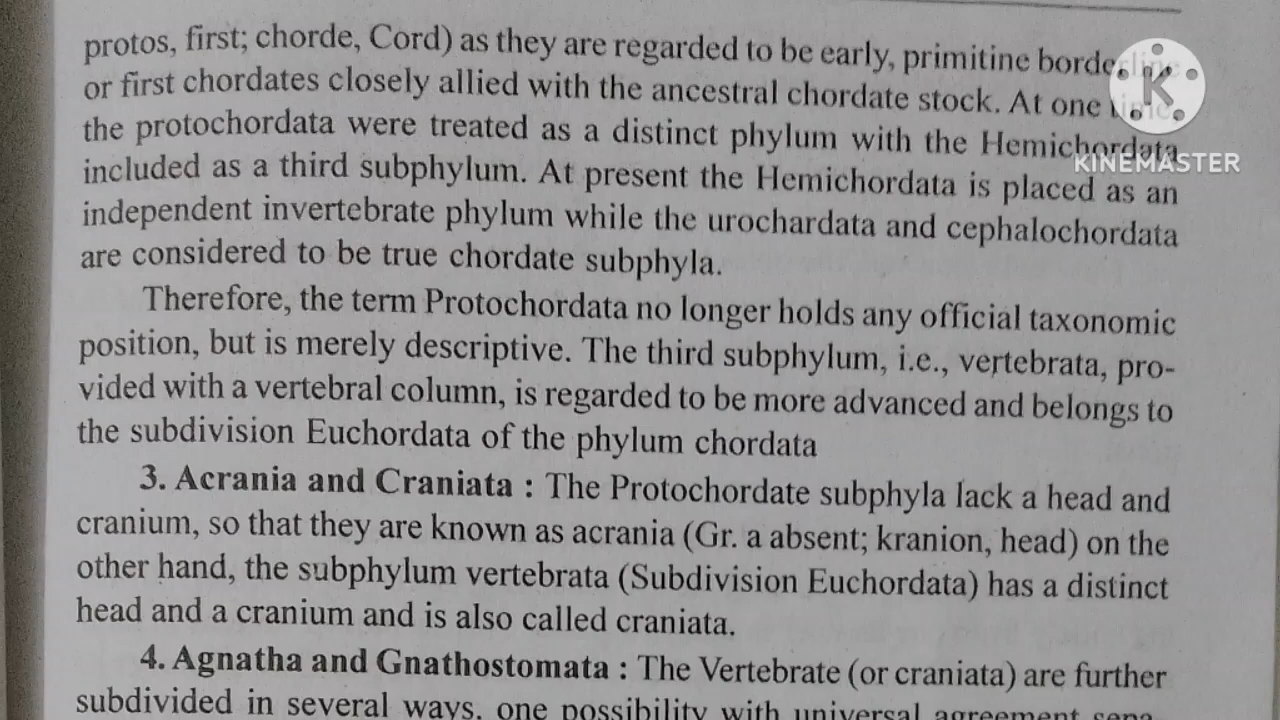 protos, first; chorde, Cord) as they are regarded to be early, primitine borderline
or first chordates closely allied with the ancestral chordate stock. At one time,
the protochordata were treated as a distinct phylum with the Hemichordata
included as a third subphylum. At present the Hemichordata is placed as an
KINEMASTER
independent invertebrate phylum while the urochardata and cephalochordata
are considered to be true chordate subphyla.
Therefore, the term Protochordata no longer holds any official taxonomic
position, but is merely descriptive. The third subphylum, i.e., vertebrata, pro-
vided with a vertebral column, is regarded to be more advanced and belongs to
the subdivision Euchordata of the phylum chordata
3. Acrania and Craniata : The Protochordate subphyla lack a head and
cranium, so that they are known as acrania (Gr. a absent; kranion, head) on the
other hand, the subphylum vertebrata (Subdivision Euchordata) has a distinct
head and a cranium and is also called craniata.
4. Agnatha and Gnathostomata : The Vertebrate (or craniata) are further
subdivided in several ways, one possibility with universal agreement sepa-